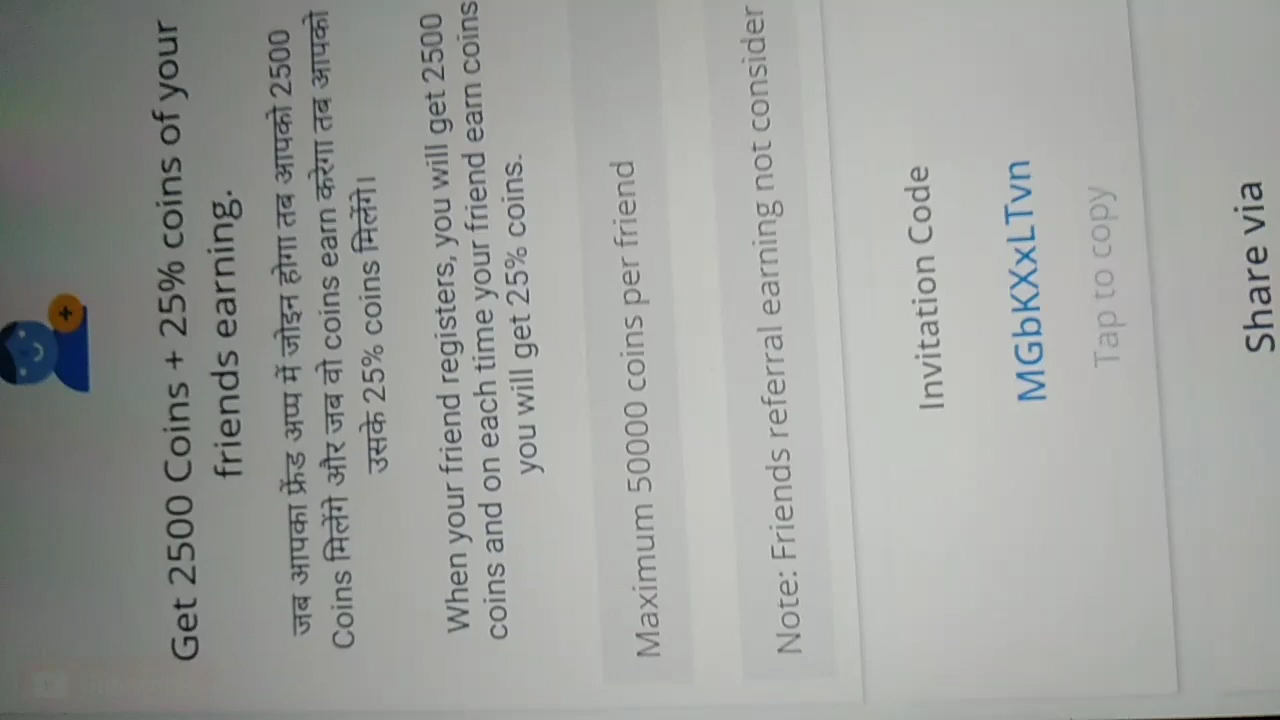 Get 2500 Coins + 25% coins of your
friends earning.
जब आपका फ्रेंड अप्प में जोइन होगा तब आपको 2500
Coins मिलेंगे और जब वो coins earn करेगा तब आपको
उसके 25% coins मिलेंगे।
When your friend registers, you will get 2500
coins and on each time your friend earn coins
you will get 25% coins.
Maximum 50000 coins per friend
Note: Friends referral earning not consider
Invitation Code
MGbKXxLTvn
Tap to copy
Share via